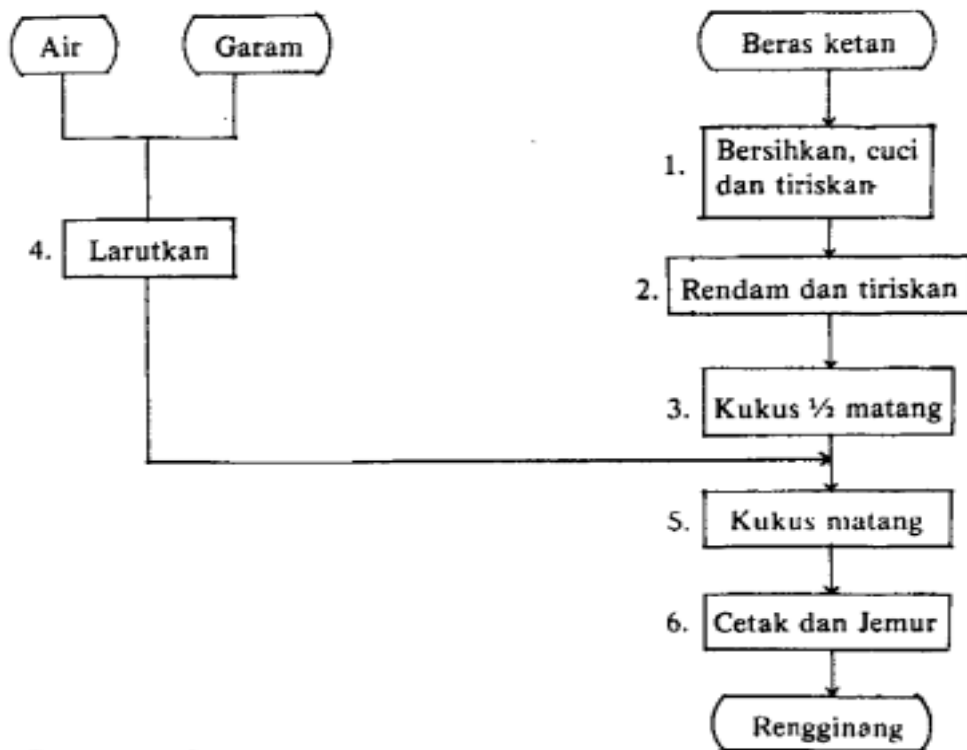 Air
Garam
Beras ketan
1. Bersihkan, cuci
dan tiriskan
4. Larutkan
2. Rendam dan tiriskan
3. Kukus ½ matang
5. Kukus matang
6. Cetak dan Jemur
Rengginang